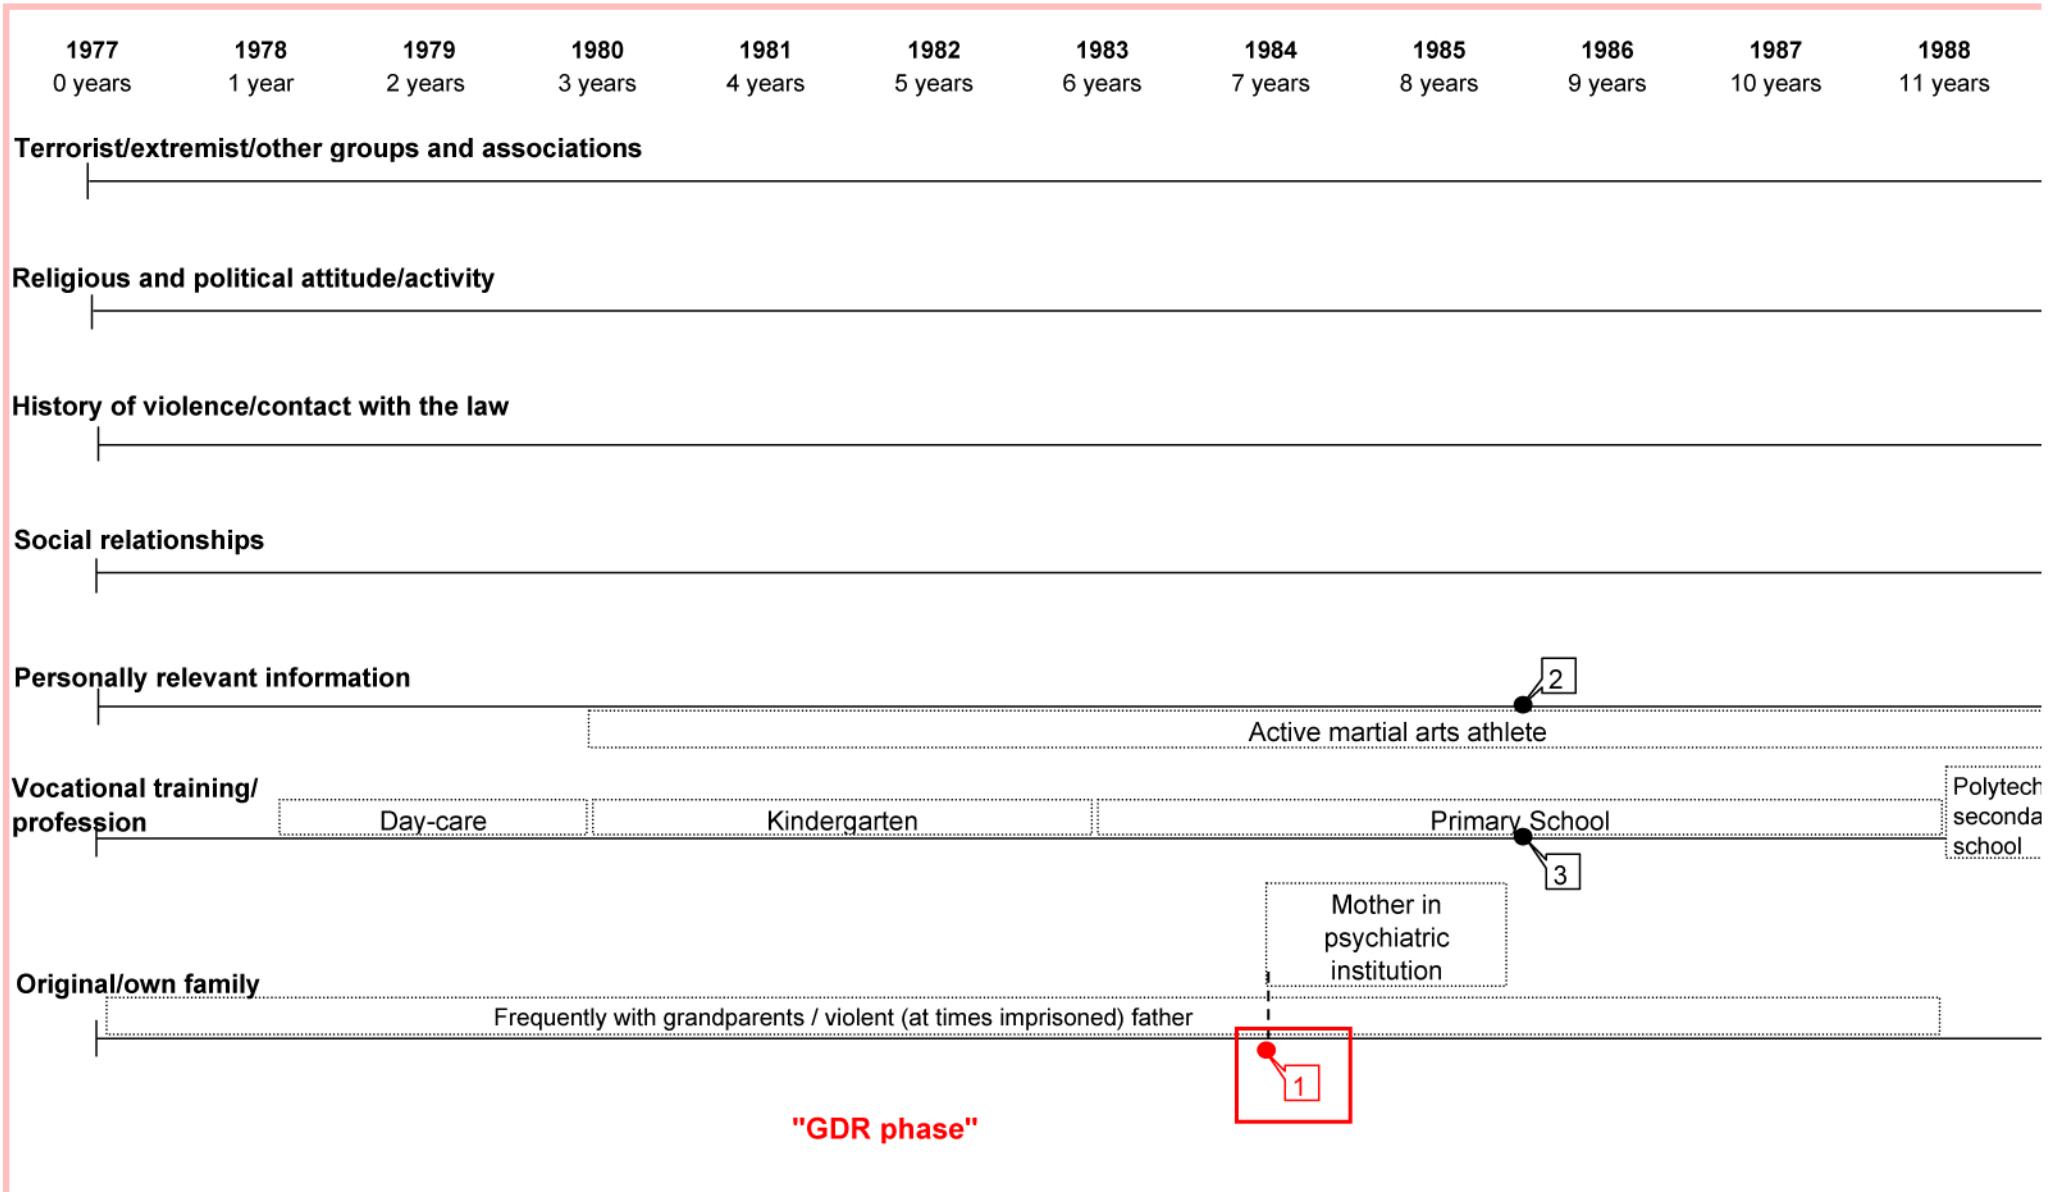 1977 1978 1979 1980 1981 1982 1983 1984 1985 1986 1987 1988
0 years 1 year 2 years 3 years 4 years 5 years 6 years 7 years 8 years 9 years 10 years 11 years
Terrorist/extremist/other groups and associations
Religious and political attitude/activity
History of violence/contact with the law
Social relationships
Personally relevant information
2
Active martial arts athlete
Vocational training/
profession
Day-care
Kindergarten
Primary School
Polytech
seconda
school
3
Mother in
psychiatric
institution
Original/own family
Frequently with grandparents / violent (at times imprisoned) father
1
"GDR phase"